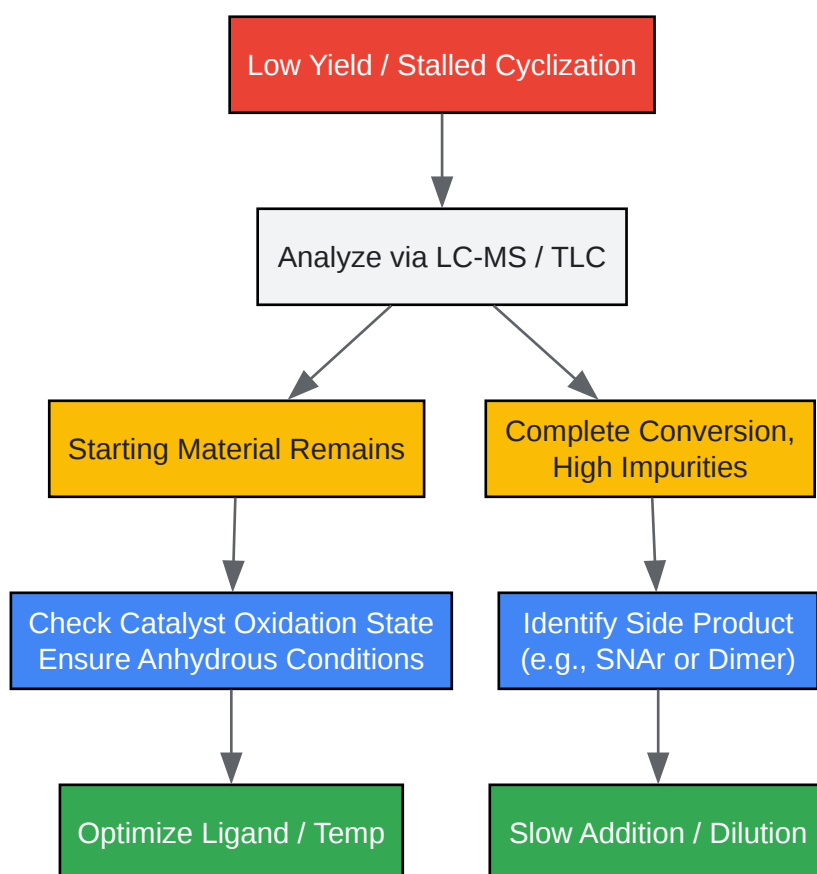 Low Yield / Stalled Cyclization
Analyze via LC-MS / TLC
Starting Material Remains
Complete Conversion,
High Impurities
Check Catalyst Oxidation State
Ensure Anhydrous Conditions
Identify Side Product
(e.g., SNAr or Dimer)
Optimize Ligand / Temp
Slow Addition / Dilution